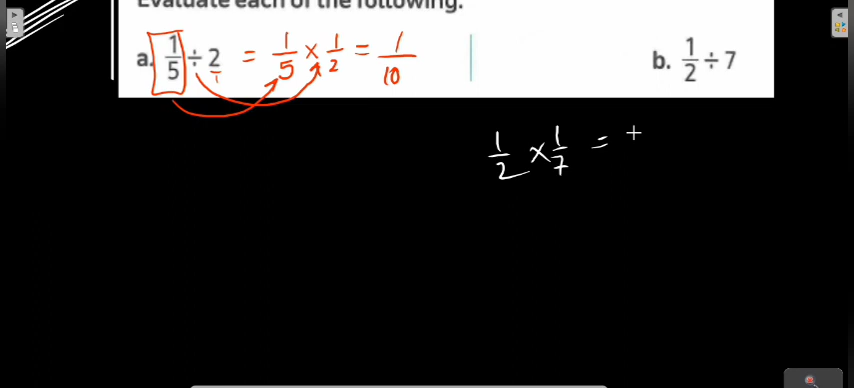 Evaluate each of the following.
a. 1/5 ÷ 2/1 = 1/5 × 1/2 = 1/10
b. 1/2 ÷ 7
1/2 × 1/7 =